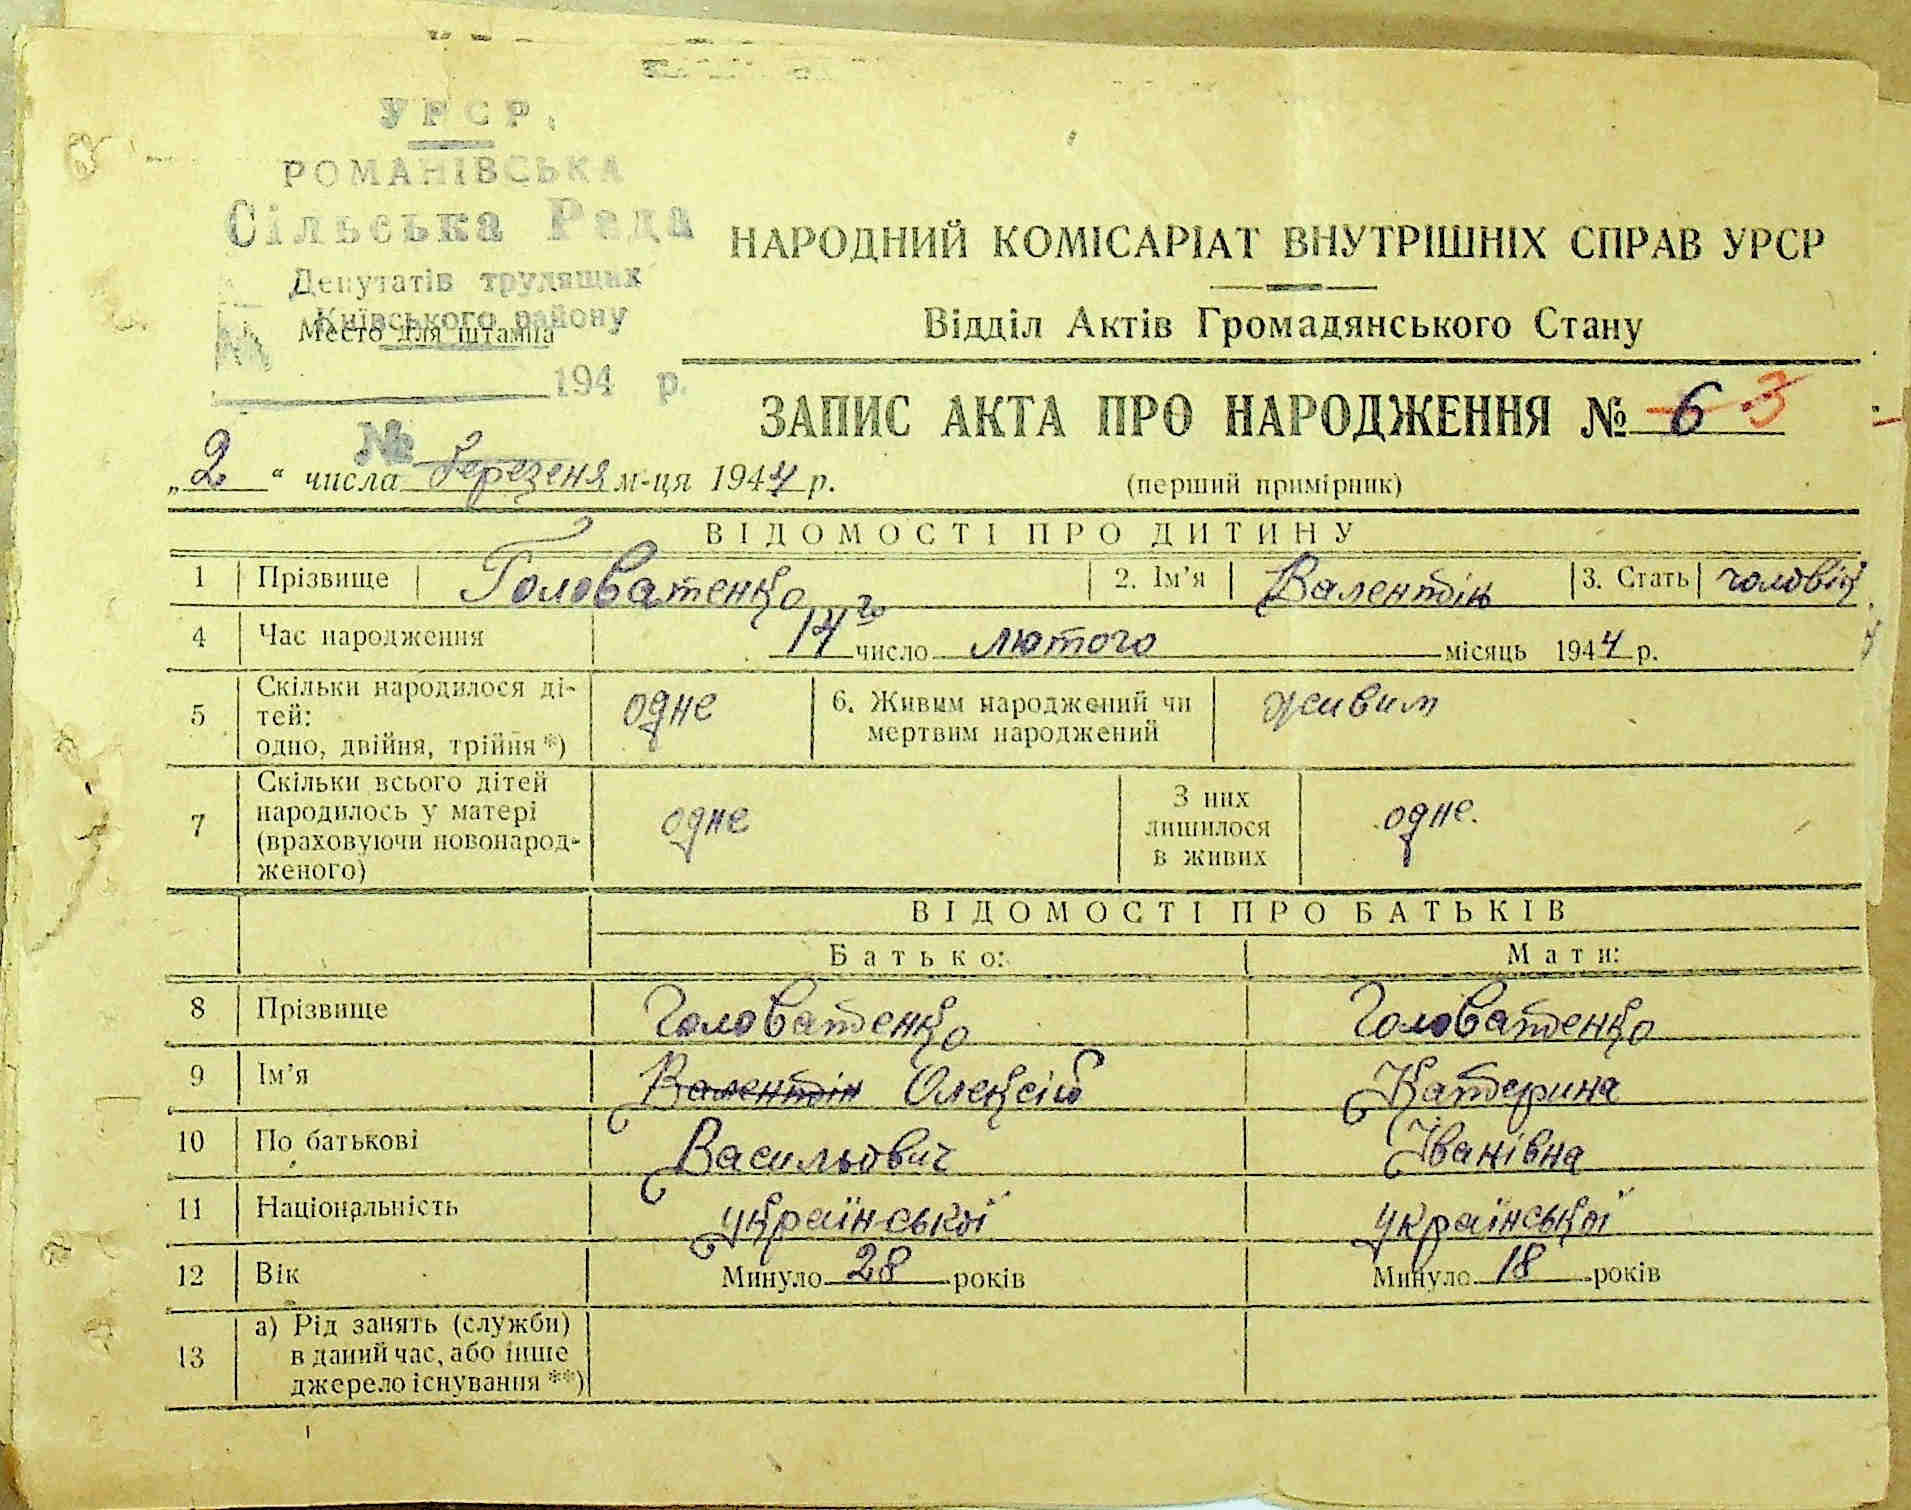 УРСР.
РОМАНІВСЬКА
Сільська Рада
Депутатів трудящих
Київського району
Место для штампа
194 р.
№
НАРОДНИЙ КОМІСАРІАТ ВНУТРІШНІХ СПРАВ УРСР
Відділ Актів Громадянського Стану
ЗАПИС АКТА ПРО НАРОДЖЕННЯ № 6 3
„2“ числа березеня м-ця 1944 р.
(перший примірник)
ВІДОМОСТІ ПРО ДИТИНУ
1 Прізвище Головатенко 2. Ім’я Валентін 3. Стать чоловік
4 Час народження 14го число лютого місяць 1944 р.
5 Скільки народилося ді-
тей:
одно, двійня, трійня *) одне 6. Живим народжений чи
мертвим народжений живим
7 Скільки всього дітей
народилось у матері
(враховуючи новонарод-
женого) одне З них
лишилося
в живих одне.
ВІДОМОСТІ ПРО БАТЬКІВ
Батько: Мати:
8 Прізвище Головатенко Головатенко
9 Ім’я Валентін Олексій Катерина
10 По батькові Васильович Іванівна
11 Національність української української
12 Вік Минуло 28 років Минуло 18 років
13 а) Рід занять (служби)
в даний час, або інше
джерело існування **)